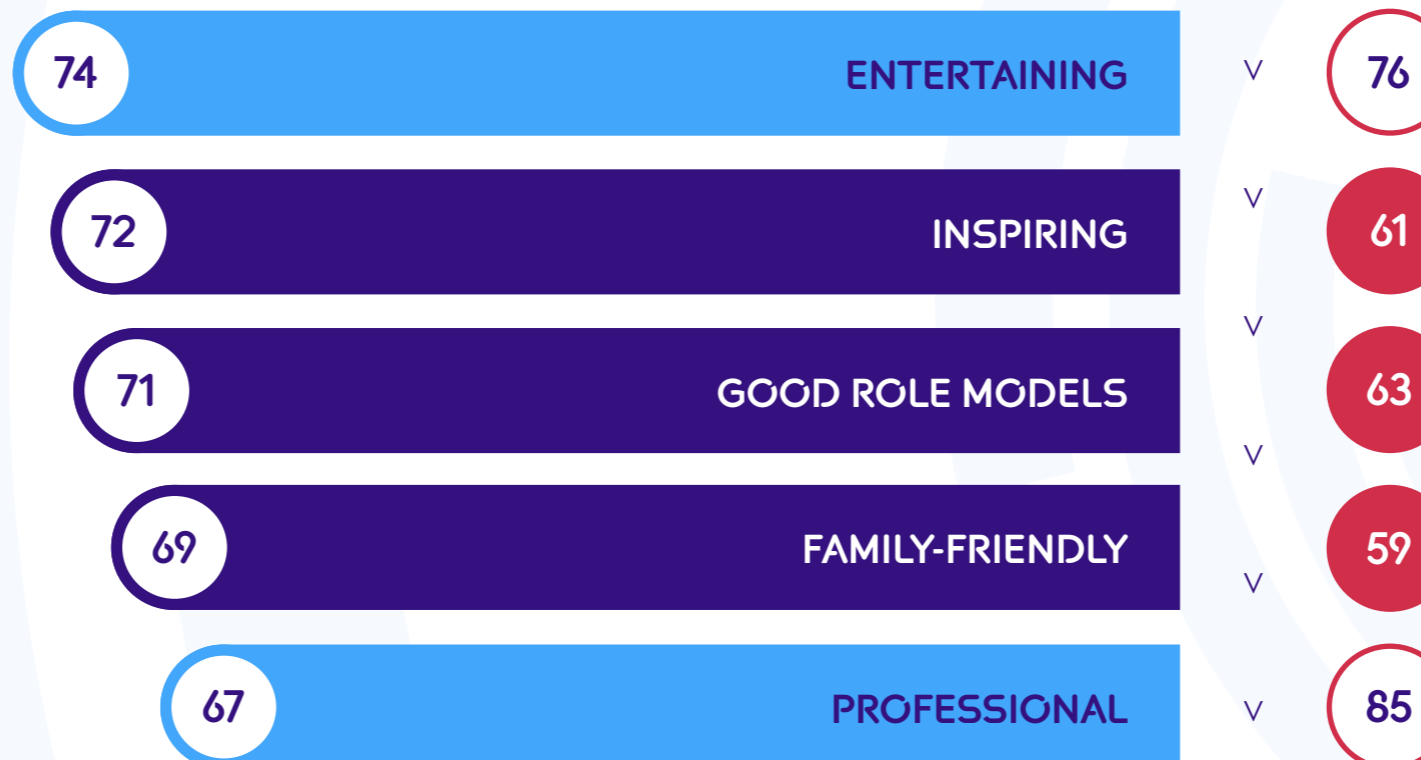 74 ENTERTAINING V 76
V
72 INSPIRING 61
V
71 GOOD ROLE MODELS 63
V
69 FAMILY-FRIENDLY 59
V
67 PROFESSIONAL V 85